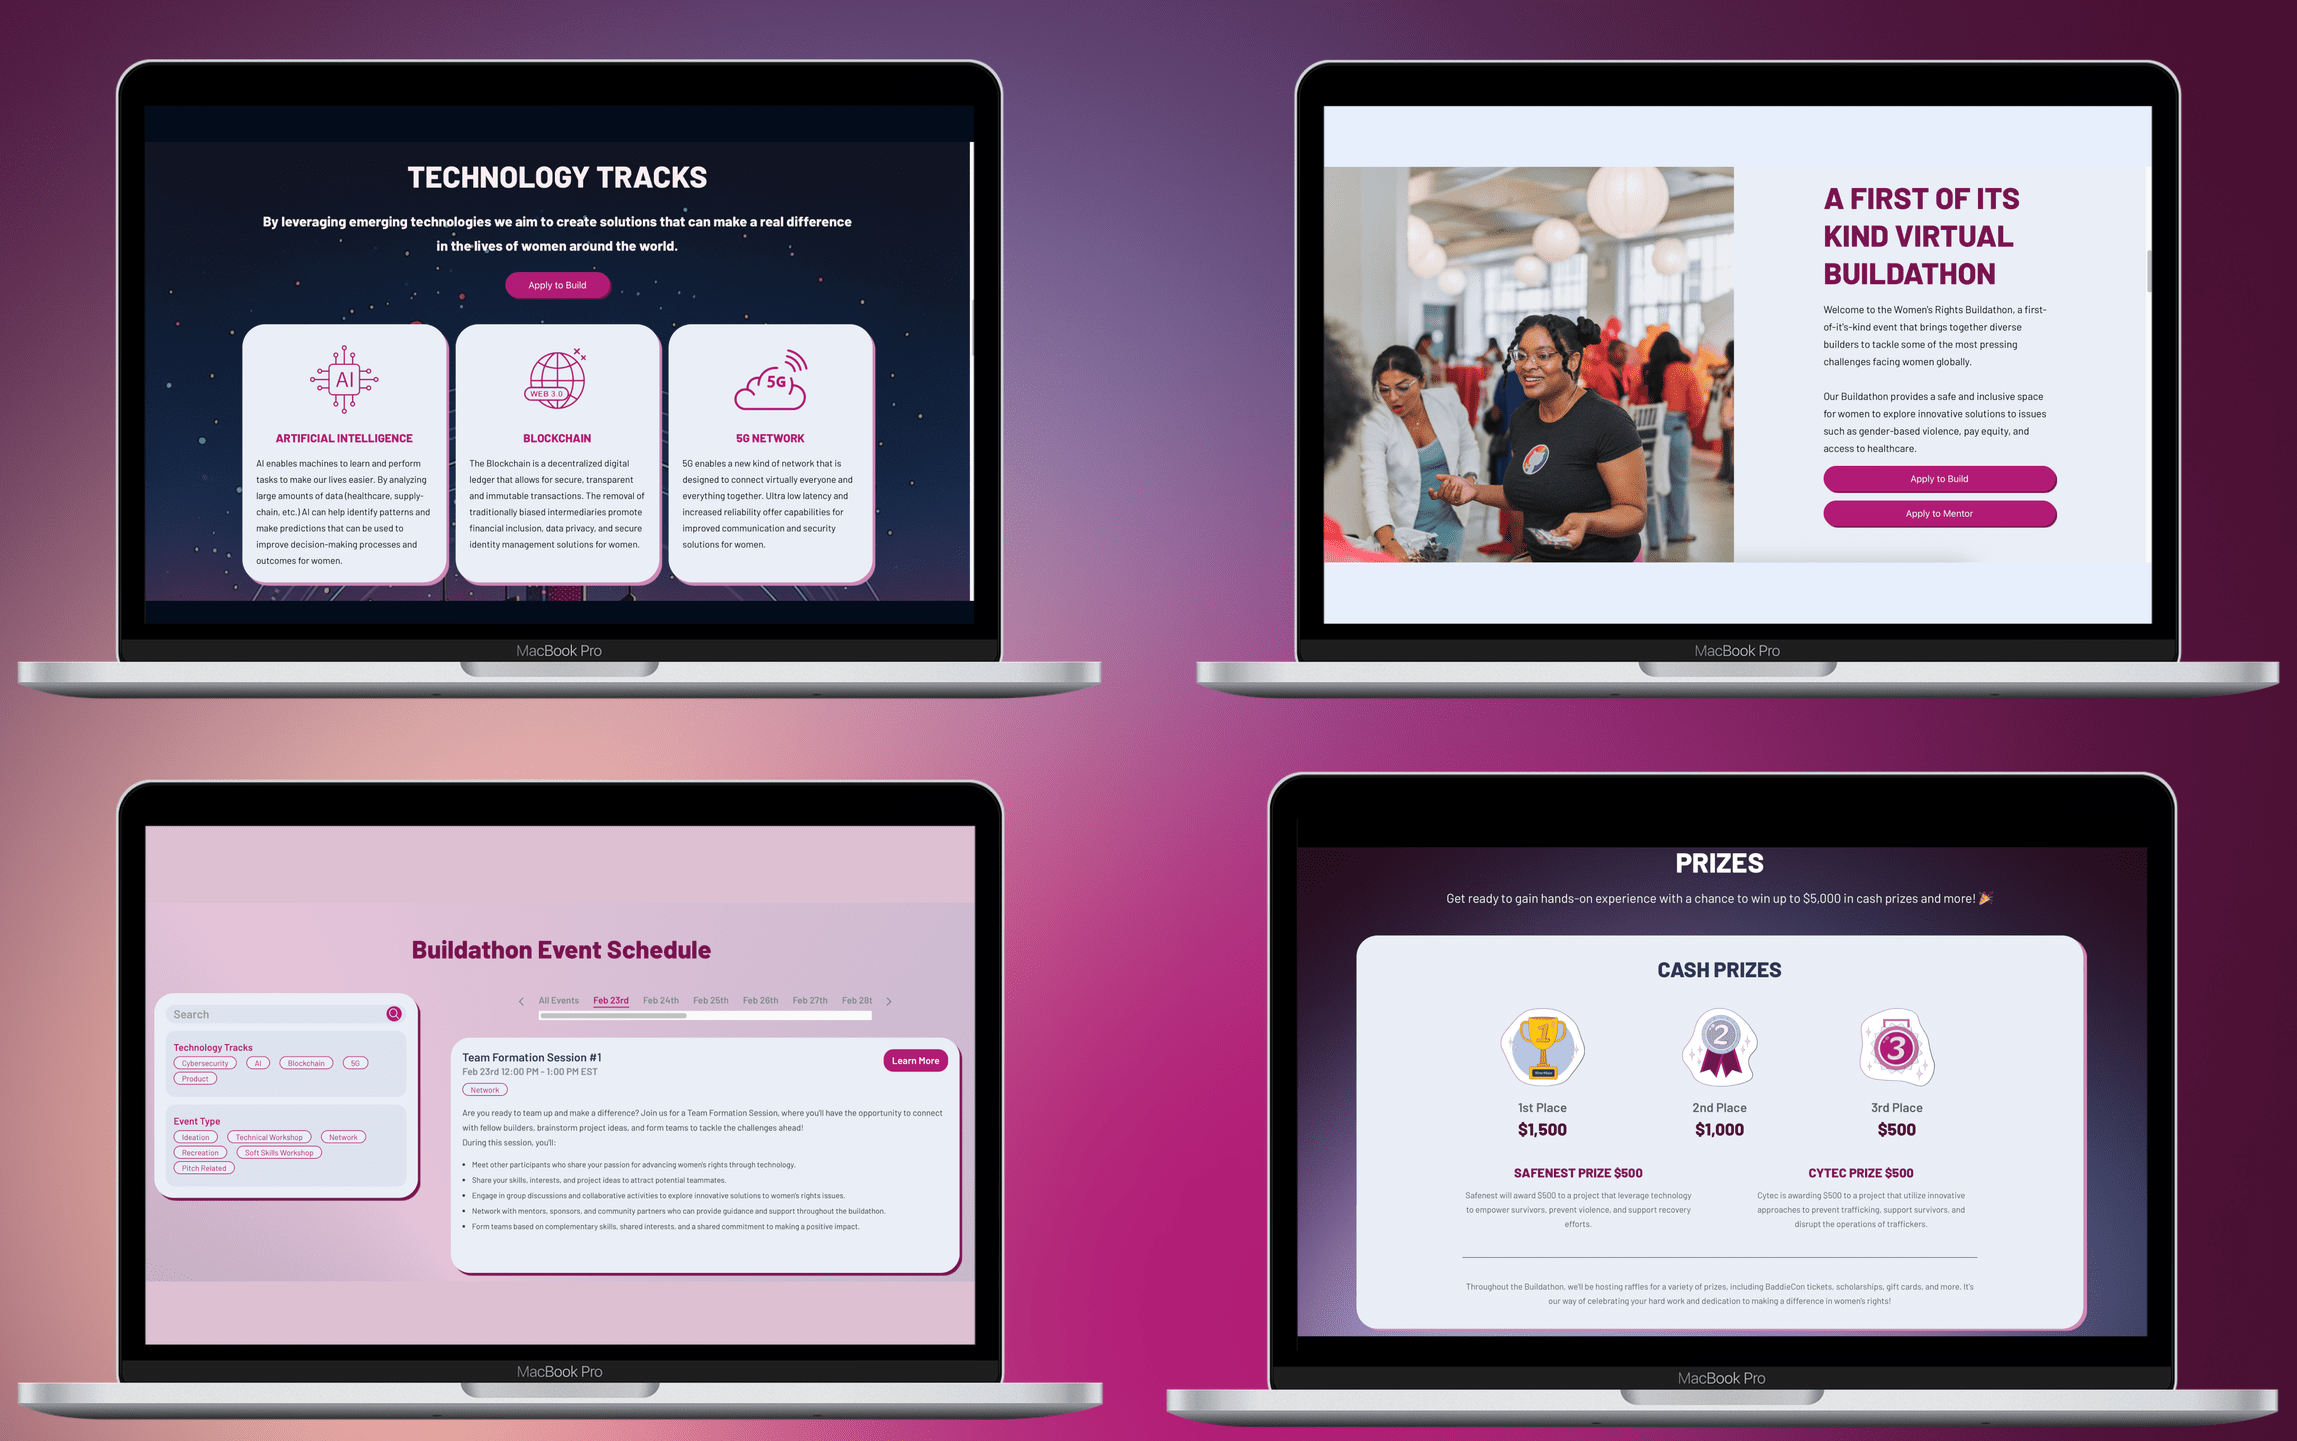 TECHNOLOGY TRACKS
By leveraging emerging technologies we aim to create solutions that can make a real difference
in the lives of women around the world.
Apply to Build
AI
ARTIFICIAL INTELLIGENCE
AI enables machines to learn and perform
tasks to make our lives easier. By analyzing
large amounts of data (healthcare, supply-
chain, etc.) AI can help identify patterns and
make predictions that can be used to
improve decision-making processes and
outcomes for women.
WEB 3.0
BLOCKCHAIN
The Blockchain is a decentralized digital
ledger that allows for secure, transparent
and immutable transactions. The removal of
traditionally biased intermediaries promote
financial inclusion, data privacy, and secure
identity management solutions for women.
5G
5G NETWORK
5G enables a new kind of network that is
designed to connect virtually everyone and
everything together. Ultra low latency and
increased reliability offer capabilities for
improved communication and security
solutions for women.
MacBook Pro
A FIRST OF ITS
KIND VIRTUAL
BUILDATHON
Welcome to the Women's Rights Buildathon, a first-
of-it's-kind event that brings together diverse
builders to tackle some of the most pressing
challenges facing women globally.
Our Buildathon provides a safe and inclusive space
for women to explore innovative solutions to issues
such as gender-based violence, pay equity, and
access to healthcare.
Apply to Build
Apply to Mentor
MacBook Pro
Buildathon Event Schedule
Search
Technology Tracks
Cybersecurity AI Blockchain 5G
Product
Event Type
Ideation Technical Workshop Network
Recreation Soft Skills Workshop
Pitch Related
All Events Feb 23rd Feb 24th Feb 25th Feb 26th Feb 27th Feb 28t
Team Formation Session #1
Learn More
Feb 23rd 12:00 PM - 1:00 PM EST
Network
Are you ready to team up and make a difference? Join us for a Team Formation Session, where you'll have the opportunity to connect
with fellow builders, brainstorm project ideas, and form teams to tackle the challenges ahead!
During this session, you'll:
• Meet other participants who share your passion for advancing women's rights through technology.
• Share your skills, interests, and project ideas to attract potential teammates.
• Engage in group discussions and collaborative activities to explore innovative solutions to women's rights issues.
• Network with mentors, sponsors, and community partners who can provide guidance and support throughout the buildathon.
• Form teams based on complementary skills, shared interests, and a shared commitment to making a positive impact.
MacBook Pro
PRIZES
Get ready to gain hands-on experience with a chance to win up to $5,000 in cash prizes and more! 🎉
CASH PRIZES
1 2 3
1st Place 2nd Place 3rd Place
$1,500 $1,000 $500
SAFENEST PRIZE $500
Safenest will award $500 to a project that leverage technology
to empower survivors, prevent violence, and support recovery
efforts.
CYTEC PRIZE $500
Cytec is awarding $500 to a project that utilize innovative
approaches to prevent trafficking, support survivors, and
disrupt the operations of traffickers.
Throughout the Buildathon, we'll be hosting raffles for a variety of prizes, including BaddieCon tickets, scholarships, gift cards, and more. It's
our way of celebrating your hard work and dedication to making a difference in women's rights!
MacBook Pro